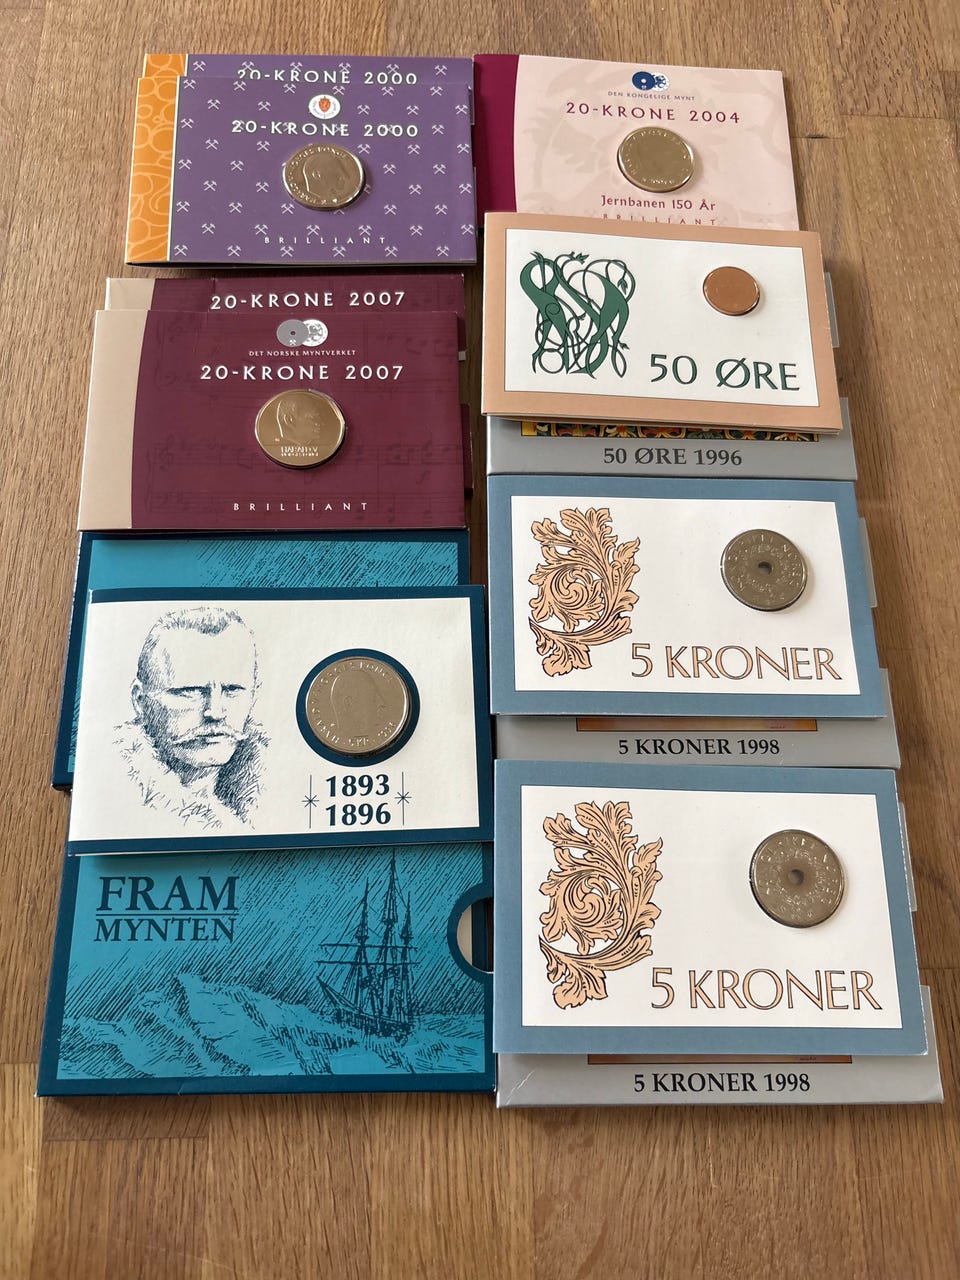 20-KRONE 2000
20-KRONE 2000
BRILLIANT
DEN KONGELIGE MYNT
20-KRONE 2004
Jernbanen 150 År
BRILLIANT
20-KRONE 2007
DET NORSKE MYNTVERKET
20-KRONE 2007
HARALD V
BRILLIANT
50 ØRE
50 ØRE 1996
5 KRONER
5 KRONER 1998
1893
1896
FRAM
MYNTEN
5 KRONER
5 KRONER 1998